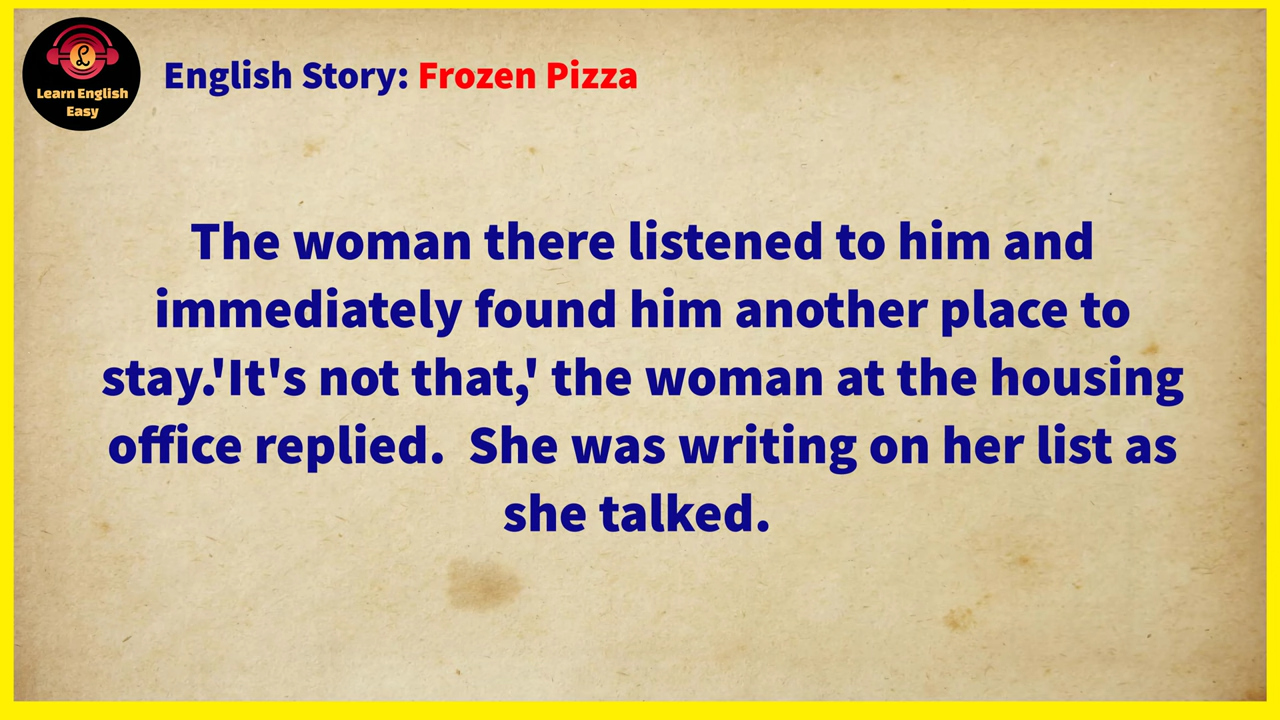 Learn English
Easy
English Story: Frozen Pizza
The woman there listened to him and
immediately found him another place to
stay.'It's not that,' the woman at the housing
office replied.  She was writing on her list as
she talked.